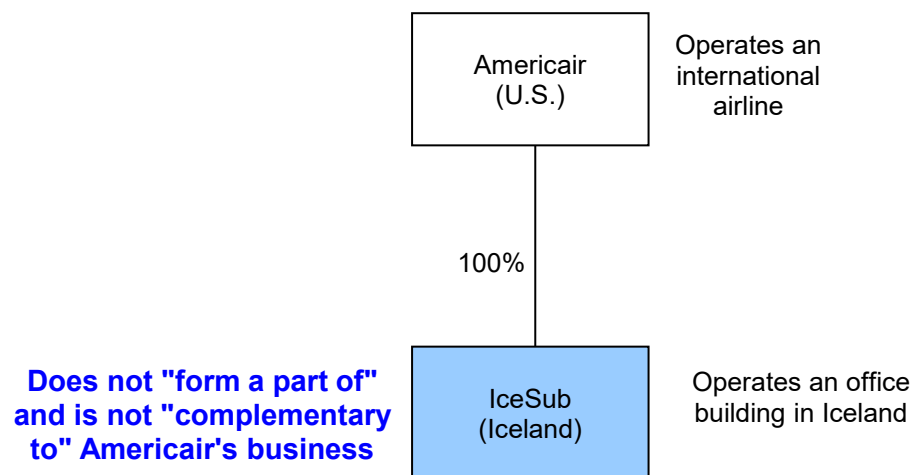 Americair
(U.S.)
Operates an
international
airline
100%
Does not "form a part of"
and is not "complementary
to" Americair's business
IceSub
(Iceland)
Operates an office
building in Iceland